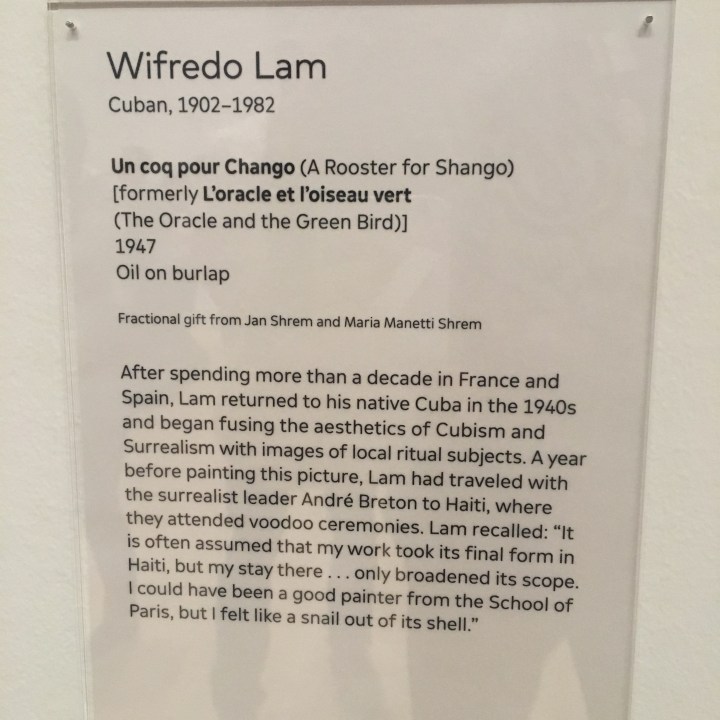 Wifredo Lam
Cuban, 1902–1982
Un coq pour Chango (A Rooster for Shango)
[formerly L'oracle et l'oiseau vert
(The Oracle and the Green Bird)]
1947
Oil on burlap
Fractional gift from Jan Shrem and Maria Manetti Shrem
After spending more than a decade in France and
Spain, Lam returned to his native Cuba in the 1940s
and began fusing the aesthetics of Cubism and
Surrealism with images of local ritual subjects. A year
before painting this picture, Lam had traveled with
the surrealist leader André Breton to Haiti, where
they attended voodoo ceremonies. Lam recalled: “It
is often assumed that my work took its final form in
Haiti, but my stay there . . . only broadened its scope.
I could have been a good painter from the School of
Paris, but I felt like a snail out of its shell.”